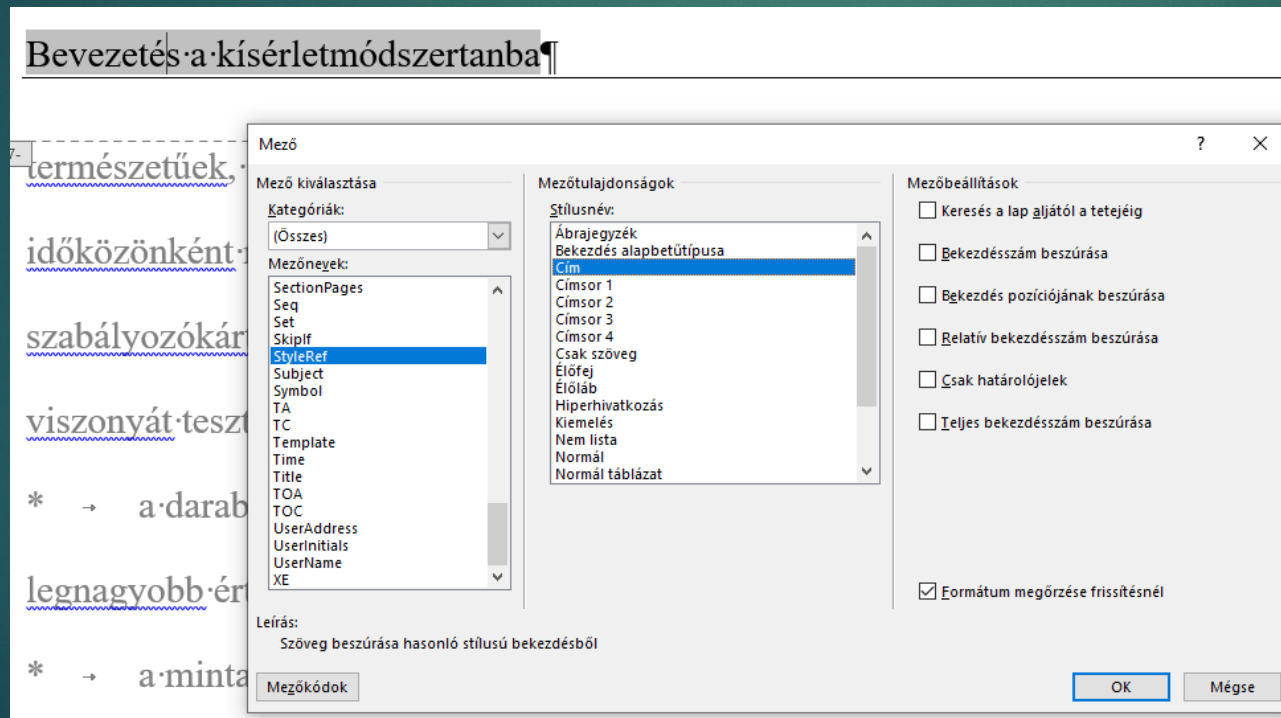 Bevezetés·a·kísérletmódszertanba¶
7-
természetűek,·
időközönként·
szabályozókárt
viszonyát·teszt
* → a·darab
legnagyobb·ért
* → a·minta
Mező
? ×
Mező kiválasztása
Kategóriák:
(Összes)
Mezőnevek:
SectionPages
Seq
Set
SkipIf
StyleRef
Subject
Symbol
TA
TC
Template
Time
Title
TOA
TOC
UserAddress
UserInitials
UserName
XE
Mezőtulajdonságok
Stílusnév:
Ábrajegyzék
Bekezdés alapbetűtípusa
Cím
Címsor 1
Címsor 2
Címsor 3
Címsor 4
Csak szöveg
Élőfej
Élőláb
Hiperhivatkozás
Kiemelés
Nem lista
Normál
Normál táblázat
Mezőbeállítások
Keresés a lap aljától a tetejéig
Bekezdésszám beszúrása
Bekezdés pozíciójának beszúrása
Relatív bekezdésszám beszúrása
Csak határolójelek
Teljes bekezdésszám beszúrása
Formátum megőrzése frissítésnél
Leírás:
Szöveg beszúrása hasonló stílusú bekezdésből
Mezőkódok
OK
Mégse